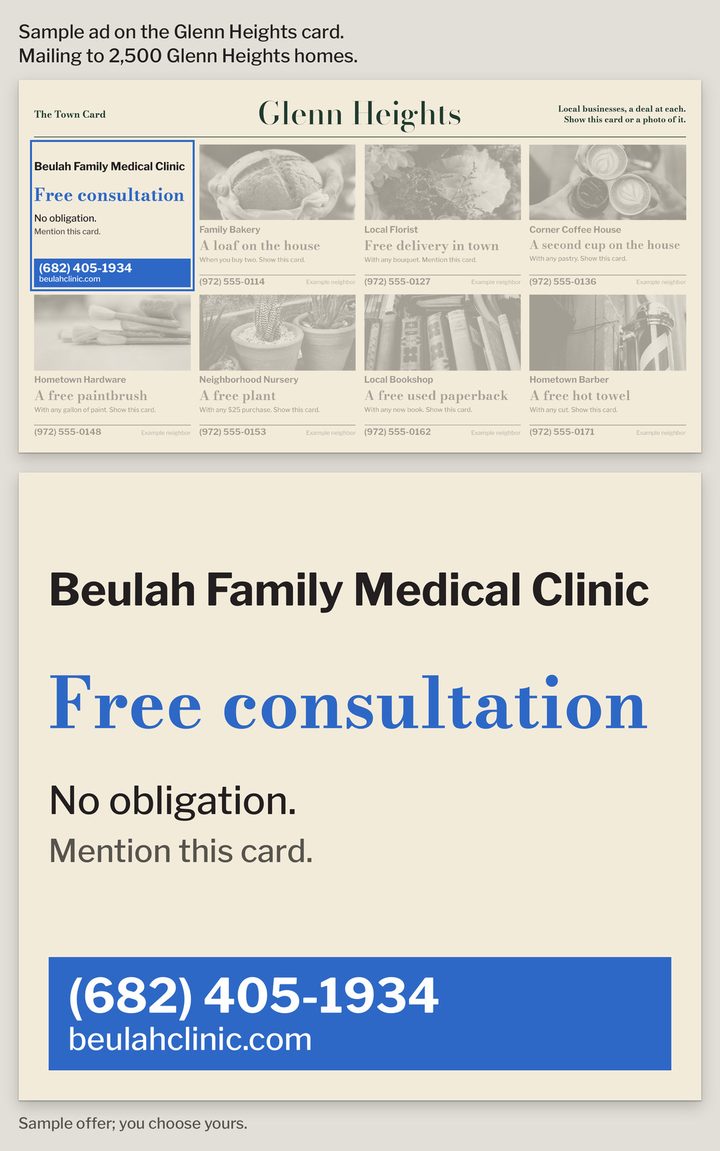 Sample ad on the Glenn Heights card.
Mailing to 2,500 Glenn Heights homes.
The Town Card
Glenn Heights
Local businesses, a deal at each.
Show this card or a photo of it.
Beulah Family Medical Clinic
Free consultation
No obligation.
Mention this card.
(682) 405-1934
beulahclinic.com
Family Bakery
A loaf on the house
When you buy two. Show this card.
(972) 555-0114
Example neighbor
Local Florist
Free delivery in town
With any bouquet. Mention this card.
(972) 555-0127
Example neighbor
Corner Coffee House
A second cup on the house
With any pastry. Show this card.
(972) 555-0136
Example neighbor
Hometown Hardware
A free paintbrush
With any gallon of paint. Show this card.
(972) 555-0148
Example neighbor
Neighborhood Nursery
A free plant
With any $25 purchase. Show this card.
(972) 555-0153
Example neighbor
Local Bookshop
A free used paperback
With any new book. Show this card.
(972) 555-0162
Example neighbor
Hometown Barber
A free hot towel
With any cut. Show this card.
(972) 555-0171
Example neighbor
Beulah Family Medical Clinic
Free consultation
No obligation.
Mention this card.
(682) 405-1934
beulahclinic.com
Sample offer; you choose yours.